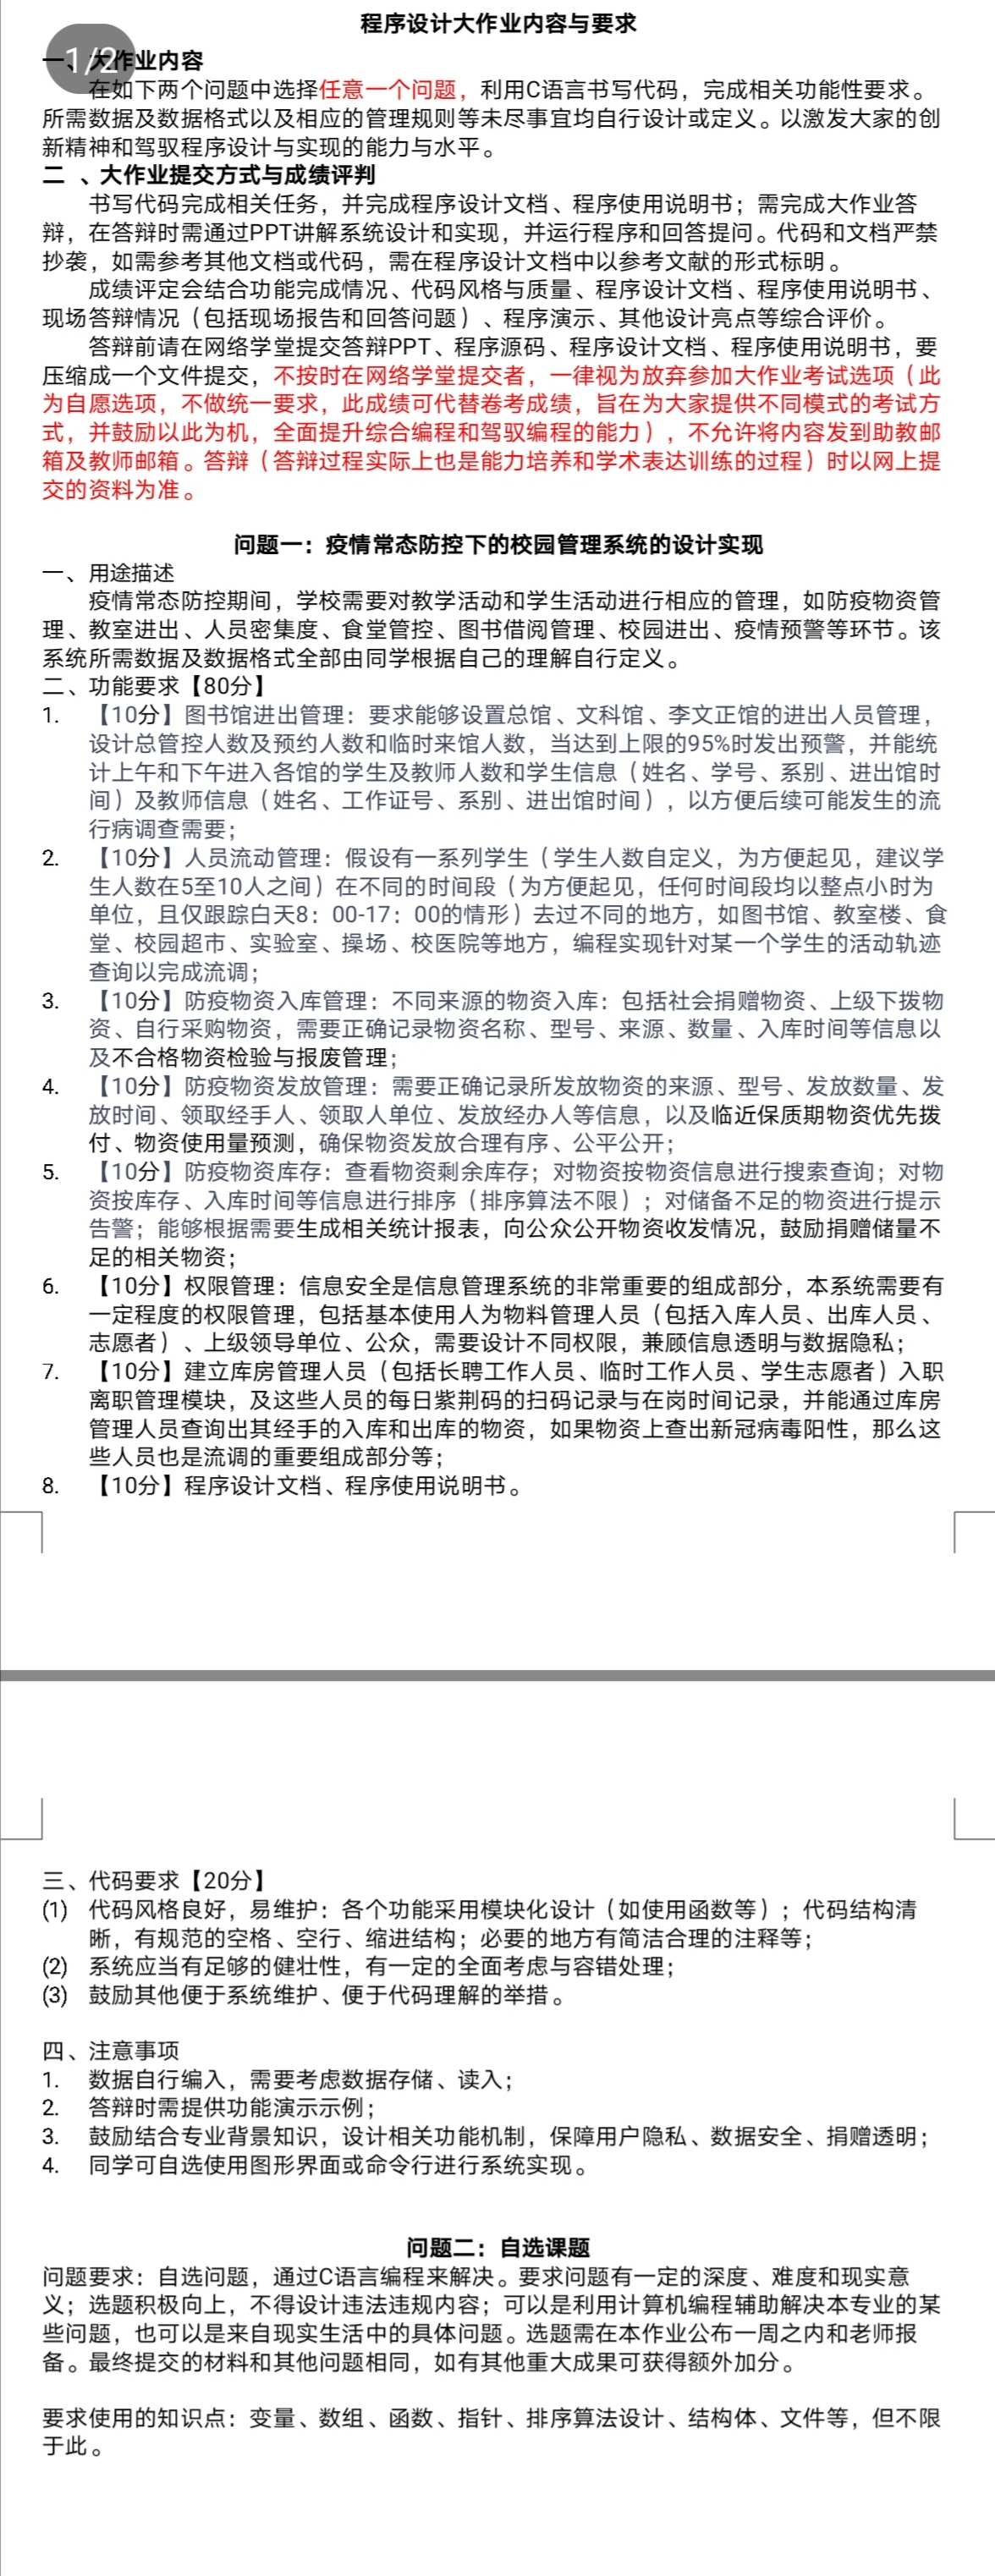 程序设计大作业内容与要求
1/2
一、大作业内容
在如下两个问题中选择任意一个问题，利用C语言书写代码，完成相关功能性要求。
所需数据及数据格式以及相应的管理规则等未尽事宜均自行设计或定义。以激发大家的创
新精神和驾驭程序设计与实现的能力与水平。
二 、大作业提交方式与成绩评判
书写代码完成相关任务，并完成程序设计文档、程序使用说明书；需完成大作业答
辩，在答辩时需通过PPT讲解系统设计和实现，并运行程序和回答提问。代码和文档严禁
抄袭，如需参考其他文档或代码，需在程序设计文档中以参考文献的形式标明。
成绩评定会结合功能完成情况、代码风格与质量、程序设计文档、程序使用说明书、
现场答辩情况（包括现场报告和回答问题）、程序演示、其他设计亮点等综合评价。
答辩前请在网络学堂提交答辩PPT、程序源码、程序设计文档、程序使用说明书，要
压缩成一个文件提交，不按时在网络学堂提交者，一律视为放弃参加大作业考试选项（此
为自愿选项，不做统一要求，此成绩可代替卷考成绩，旨在为大家提供不同模式的考试方
式，并鼓励以此为机，全面提升综合编程和驾驭编程的能力），不允许将内容发到助教邮
箱及教师邮箱。答辩（答辩过程实际上也是能力培养和学术表达训练的过程）时以网上提
交的资料为准。
问题一：疫情常态防控下的校园管理系统的设计实现
一、用途描述
疫情常态防控期间，学校需要对教学活动和学生活动进行相应的管理，如防疫物资管
理、教室进出、人员密集度、食堂管控、图书借阅管理、校园进出、疫情预警等环节。该
系统所需数据及数据格式全部由同学根据自己的理解自行定义。
二、功能要求【80分】
1. 【10分】图书馆进出管理：要求能够设置总馆、文科馆、李文正馆的进出人员管理，
设计总管控人数及预约人数和临时来馆人数，当达到上限的95%时发出预警，并能统
计上午和下午进入各馆的学生及教师人数和学生信息（姓名、学号、系别、进出馆时
间）及教师信息（姓名、工作证号、系别、进出馆时间），以方便后续可能发生的流
行病调查需要；
2. 【10分】人员流动管理：假设有一系列学生（学生人数自定义，为方便起见，建议学
生人数在5至10人之间）在不同的时间段（为方便起见，任何时间段均以整点小时为
单位，且仅跟踪白天8：00-17：00的情形）去过不同的地方，如图书馆、教室楼、食
堂、校园超市、实验室、操场、校医院等地方，编程实现针对某一个学生的活动轨迹
查询以完成流调；
3. 【10分】防疫物资入库管理：不同来源的物资入库：包括社会捐赠物资、上级下拨物
资、自行采购物资，需要正确记录物资名称、型号、来源、数量、入库时间等信息以
及不合格物资检验与报废管理；
4. 【10分】防疫物资发放管理：需要正确记录所发放物资的来源、型号、发放数量、发
放时间、领取经手人、领取人单位、发放经办人等信息，以及临近保质期物资优先拨
付、物资使用量预测，确保物资发放合理有序、公平公开；
5. 【10分】防疫物资库存：查看物资剩余库存；对物资按物资信息进行搜索查询；对物
资按库存、入库时间等信息进行排序（排序算法不限）；对储备不足的物资进行提示
告警；能够根据需要生成相关统计报表，向公众公开物资收发情况，鼓励捐赠储量不
足的相关物资；
6. 【10分】权限管理：信息安全是信息管理系统的非常重要的组成部分，本系统需要有
一定程度的权限管理，包括基本使用人为物料管理人员（包括入库人员、出库人员、
志愿者）、上级领导单位、公众，需要设计不同权限，兼顾信息透明与数据隐私；
7. 【10分】建立库房管理人员（包括长聘工作人员、临时工作人员、学生志愿者）入职
离职管理模块，及这些人员的每日紫荆码的扫码记录与在岗时间记录，并能通过库房
管理人员查询出其经手的入库和出库的物资，如果物资上查出新冠病毒阳性，那么这
些人员也是流调的重要组成部分等；
8. 【10分】程序设计文档、程序使用说明书。
三、代码要求【20分】
(1) 代码风格良好，易维护：各个功能采用模块化设计（如使用函数等）；代码结构清
晰，有规范的空格、空行、缩进结构；必要的地方有简洁合理的注释等；
(2) 系统应当有足够的健壮性，有一定的全面考虑与容错处理；
(3) 鼓励其他便于系统维护、便于代码理解的举措。
四、注意事项
1. 数据自行编入，需要考虑数据存储、读入；
2. 答辩时需提供功能演示示例；
3. 鼓励结合专业背景知识，设计相关功能机制，保障用户隐私、数据安全、捐赠透明；
4. 同学可自选使用图形界面或命令行进行系统实现。
问题二：自选课题
问题要求：自选问题，通过C语言编程来解决。要求问题有一定的深度、难度和现实意
义；选题积极向上，不得设计违法违规内容；可以是利用计算机编程辅助解决本专业的某
些问题，也可以是来自现实生活中的具体问题。选题需在本作业公布一周之内和老师报
备。最终提交的材料和其他问题相同，如有其他重大成果可获得额外加分。
要求使用的知识点：变量、数组、函数、指针、排序算法设计、结构体、文件等，但不限
于此。